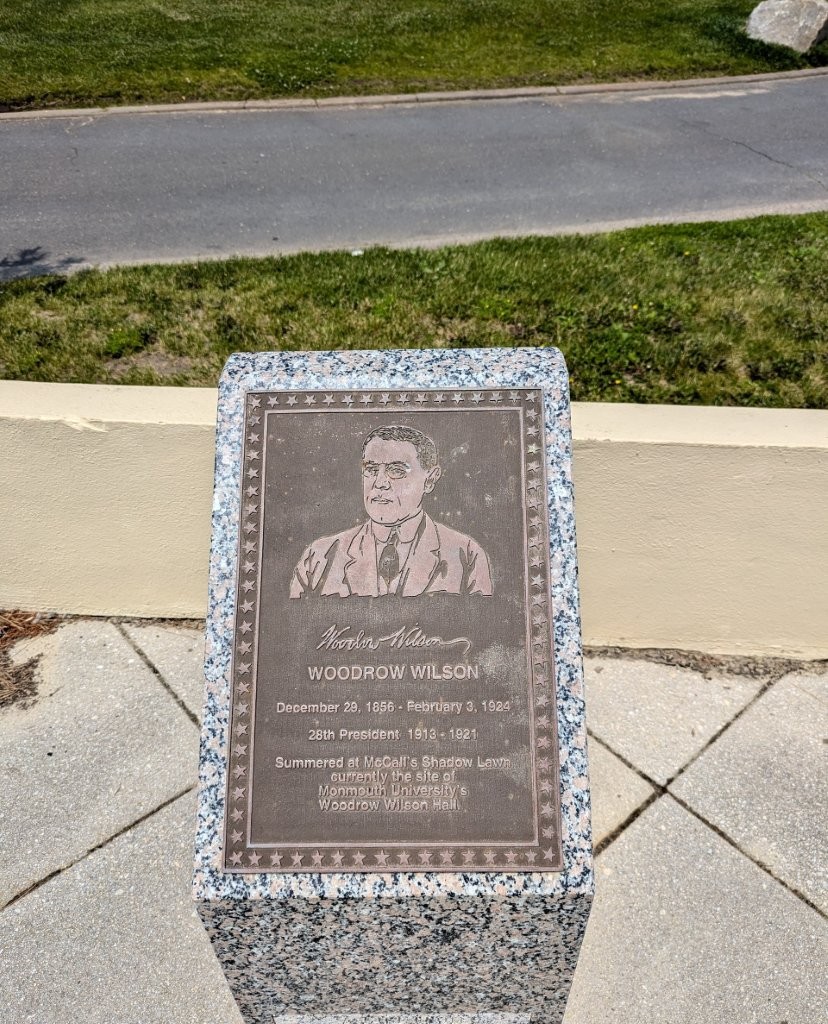 Woodrow Wilson
WOODROW WILSON
December 29, 1856 - February 3, 1924
28th President 1913 - 1921
Summered at McCall's Shadow Lawn
currently the site of
Monmouth University's
Woodrow Wilson Hall.